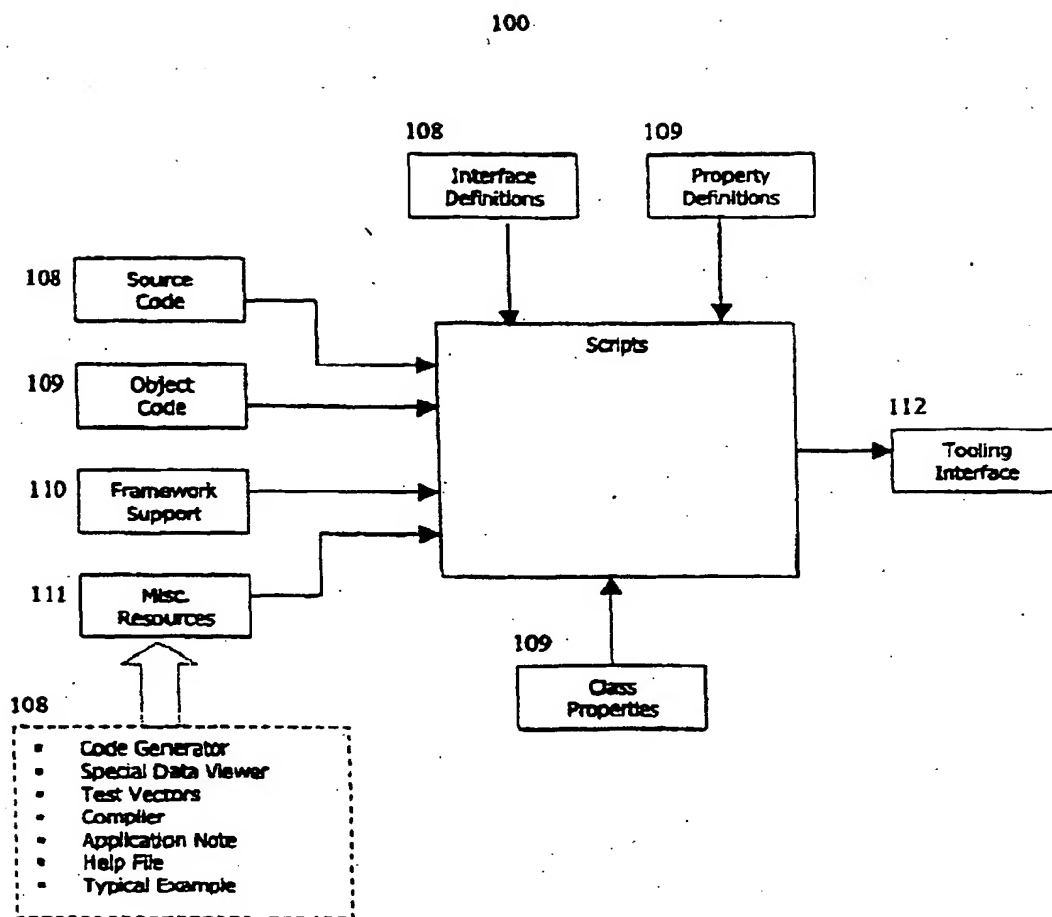 100
108
109
Interface
Definitions
Property
Definitions
108
Source
Code
Scripts
109
Object
Code
112
Tooling
Interface
110
Framework
Support
111
Misc.
Resources
109
Class
Properties
108
▪ Code Generator
▪ Special Data Viewer
▪ Test Vectors
▪ Compiler
▪ Application Note
▪ Help File
▪ Typical Example